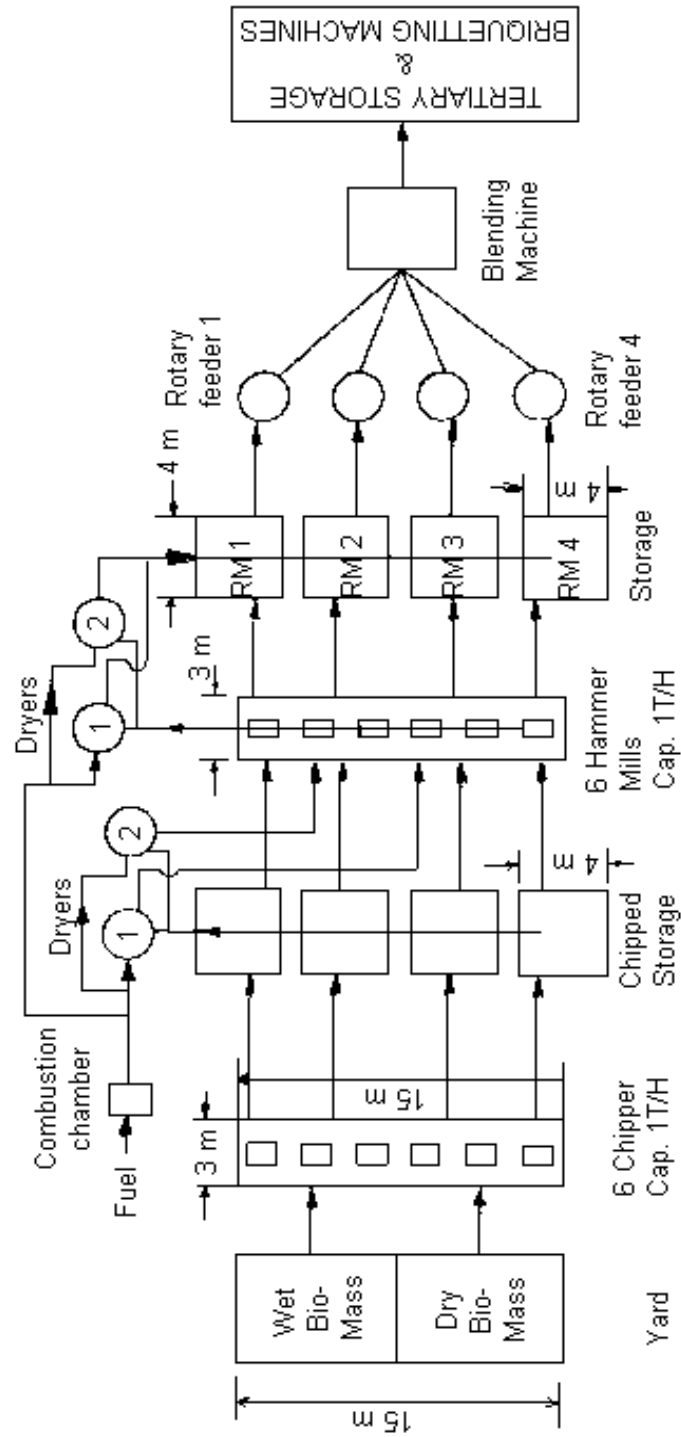 Fuel
Combustion
chamber
Dryers
1
2
Dryers
1
2
15 m
Wet
Bio-
Mass
Dry
Bio-
Mass
Yard
3 m
15 m
6 Chipper
Cap. 1T/H
4 m
Chipped
Storage
3 m
6 Hammer
Mills
Cap. 1T/H
4 m
RM 1
RM 2
RM 3
RM 4
4 m
Storage
Rotary
feeder 1
Rotary
feeder 4
Blending
Machine
TERTIARY STORAGE
&
BRIQUETTING MACHINES